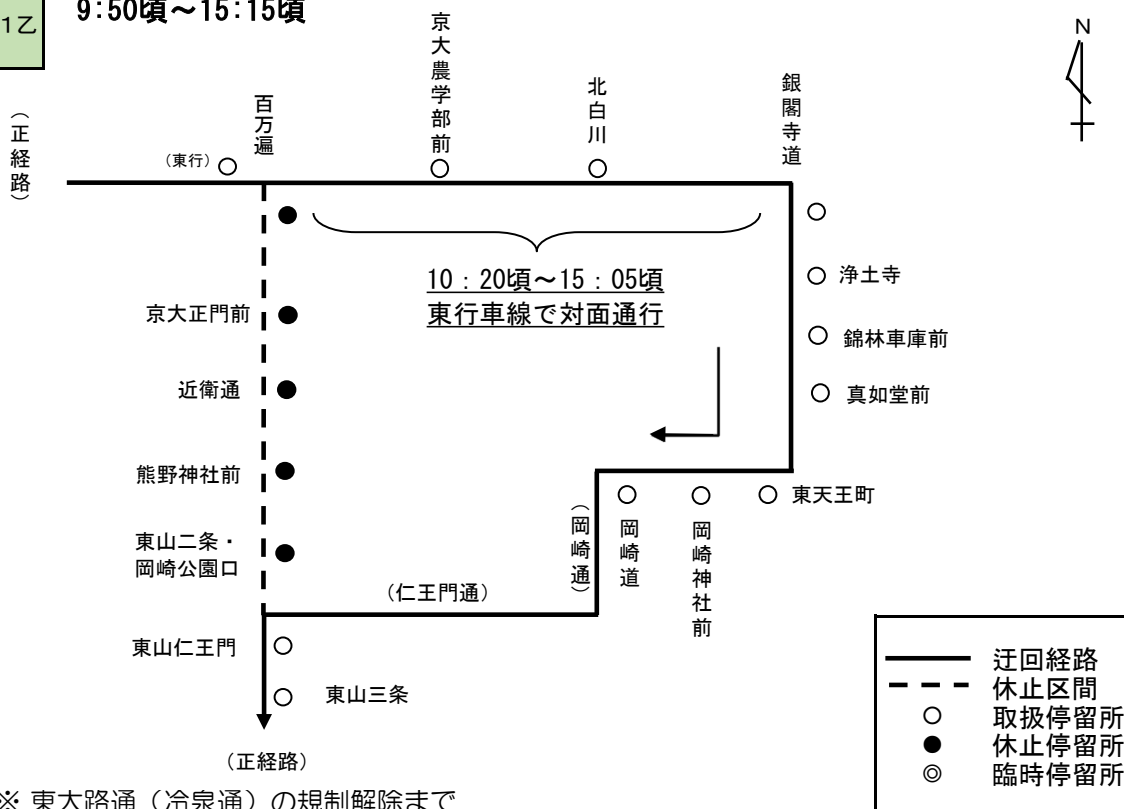 1乙
9:50頃～15:15頃
N
（正経路）
（東行）
百万遍
京大農学部前
北白川
銀閣寺道
10：20頃～15：05頃
東行車線で対面通行
浄土寺
錦林車庫前
真如堂前
東天王町
京大正門前
近衛通
熊野神社前
東山二条・
岡崎公園口
（岡崎通）
岡崎道
岡崎神社前
（仁王門通）
東山仁王門
東山三条
（正経路）
迂回経路
休止区間
取扱停留所
休止停留所
臨時停留所
※ 東大路通（冷泉通）の規制解除まで